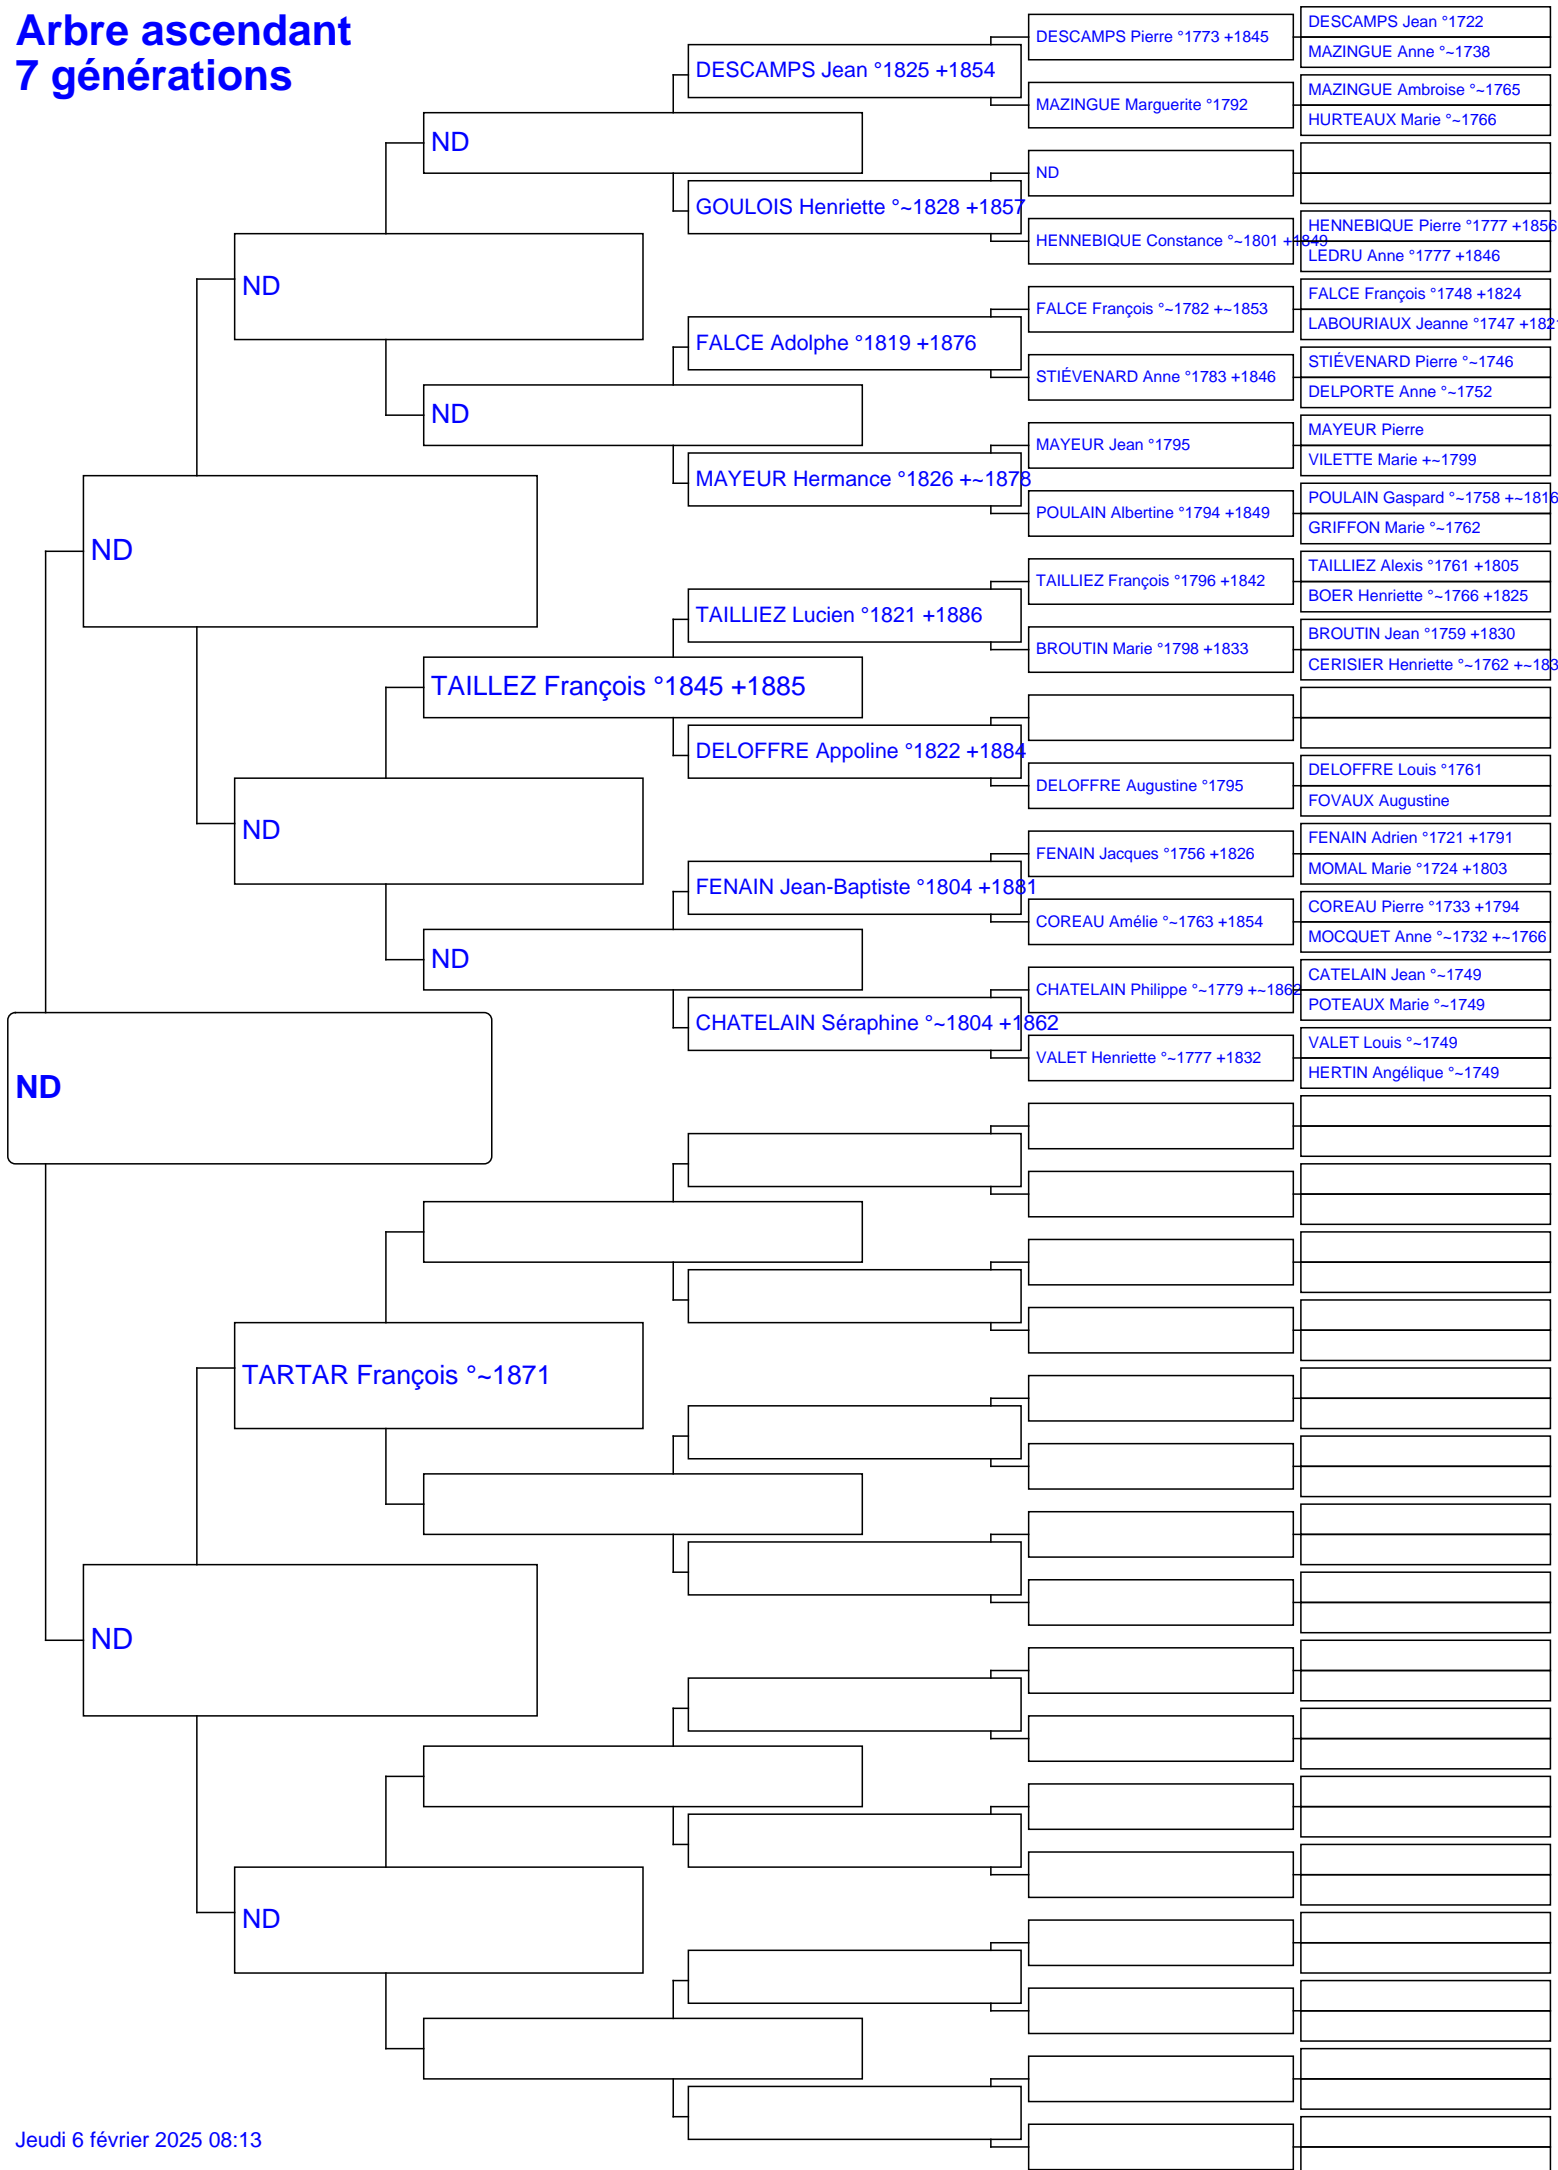 Arbre ascendant
7 générations
DESCAMPS Jean °1722
DESCAMPS Pierre °1773 +1845
MAZINGUE Anne °~1738
DESCAMPS Jean °1825 +1854
MAZINGUE Ambroise °~1765
MAZINGUE Marguerite °1792
HURTEAUX Marie °~1766
ND
ND
GOULOIS Henriette °~1828 +1857
HENNEBIQUE Pierre °1777 +1856
HENNEBIQUE Constance °~1801 +1849
LEDRU Anne °1777 +1846
ND
FALCE François °1748 +1824
FALCE François °~1782 +~1853
LABOURIAUX Jeanne °1747 +182
FALCE Adolphe °1819 +1876
STIÉVENARD Pierre °~1746
STIÉVENARD Anne °1783 +1846
DELPORTE Anne °~1752
ND
MAYEUR Pierre
MAYEUR Jean °1795
VILETTE Marie +~1799
MAYEUR Hermance °1826 +~1878
POULAIN Gaspard °~1758 +~1816
POULAIN Albertine °1794 +1849
GRIFFON Marie °~1762
ND
TAILLIEZ Alexis °1761 +1805
TAILLIEZ François °1796 +1842
BOER Henriette °~1766 +1825
TAILLIEZ Lucien °1821 +1886
BROUTIN Jean °1759 +1830
BROUTIN Marie °1798 +1833
CERISIER Henriette °~1762 +~183
TAILLEZ François °1845 +1885
DELOFFRE Appoline °1822 +1884
DELOFFRE Louis °1761
DELOFFRE Augustine °1795
FOVAUX Augustine
ND
FENAIN Adrien °1721 +1791
FENAIN Jacques °1756 +1826
MOMAL Marie °1724 +1803
FENAIN Jean-Baptiste °1804 +1881
COREAU Pierre °1733 +1794
COREAU Amélie °~1763 +1854
MOCQUET Anne °~1732 +~1766
ND
CATELAIN Jean °~1749
CHATELAIN Philippe °~1779 +~1862
POTEAUX Marie °~1749
CHATELAIN Séraphine °~1804 +1862
VALET Louis °~1749
VALET Henriette °~1777 +1832
HERTIN Angélique °~1749
ND
TARTAR François °~1871
ND
ND
Jeudi 6 février 2025 08:13